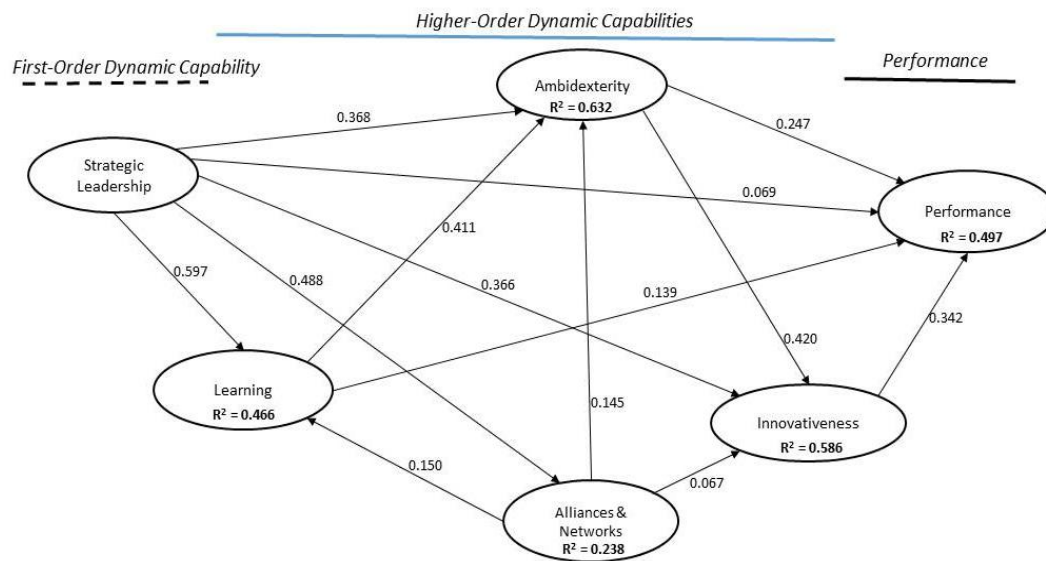 Higher-Order Dynamic Capabilities
First-Order Dynamic Capability
Performance
Ambidexterity
R² = 0.632
0.368
0.247
Strategic
Leadership
0.069
Performance
R² = 0.497
0.411
0.597
0.488
0.366
0.139
0.342
0.420
Learning
R² = 0.466
0.145
Innovativeness
R² = 0.586
0.150
0.067
Alliances &
Networks
R² = 0.238